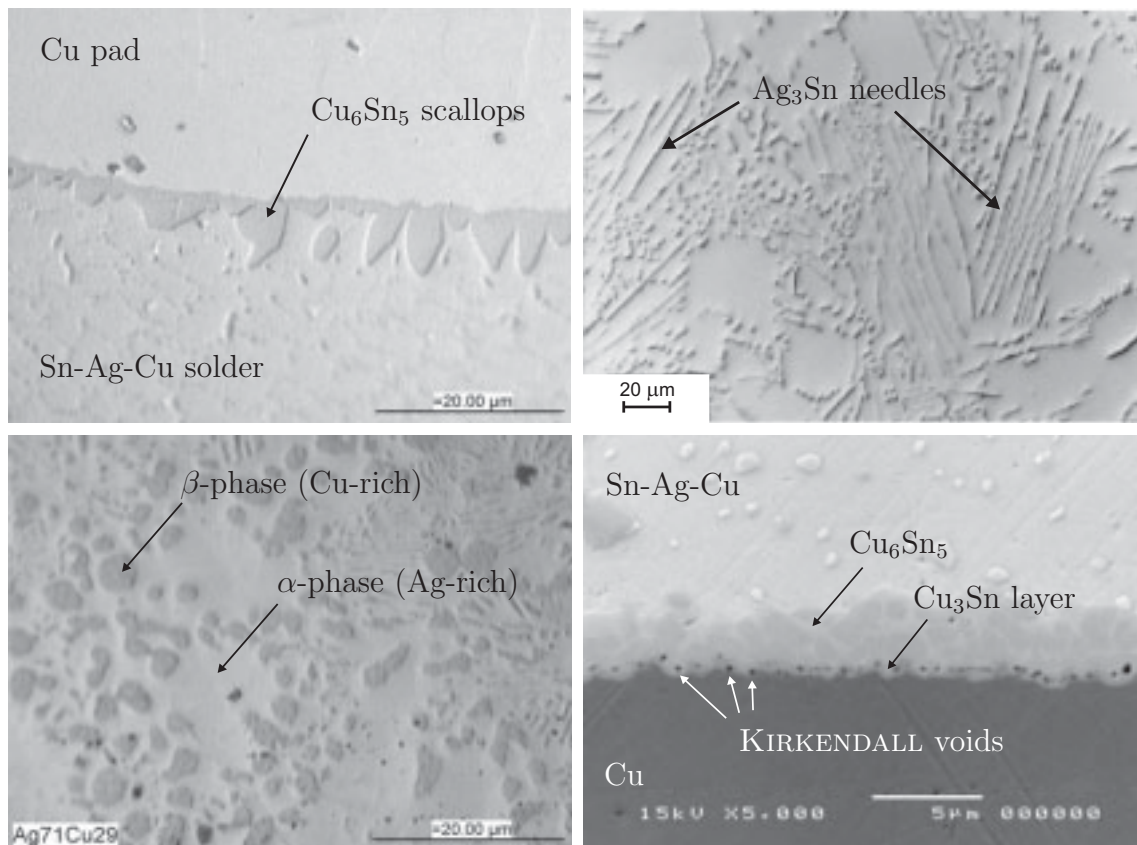 Cu pad
Cu₆Sn₅ scallops
Sn-Ag-Cu solder
=20.00 µm
Ag₃Sn needles
20 µm
β-phase (Cu-rich)
α-phase (Ag-rich)
Ag71Cu29
=20.00 µm
Sn-Ag-Cu
Cu₆Sn₅
Cu₃Sn layer
KIRKENDALL voids
Cu
15kV X5.000 5µm 000000